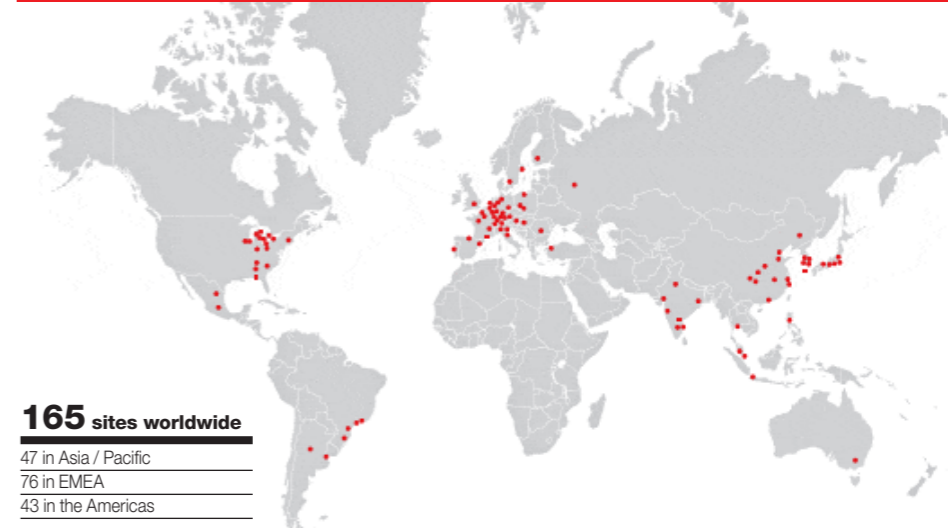 165 sites worldwide
47 in Asia / Pacific
76 in EMEA
43 in the Americas